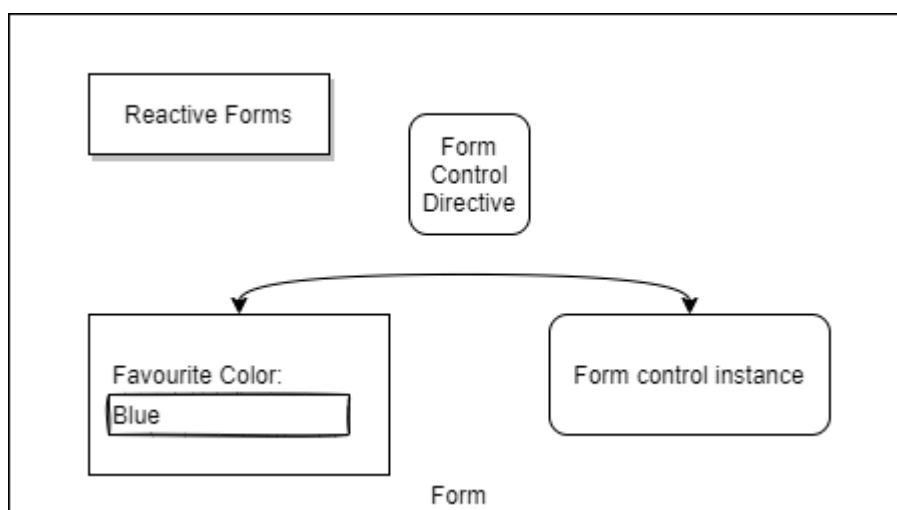 Reactive Forms
Form
Control
Directive
Favourite Color:
Blue
Form control instance
Form